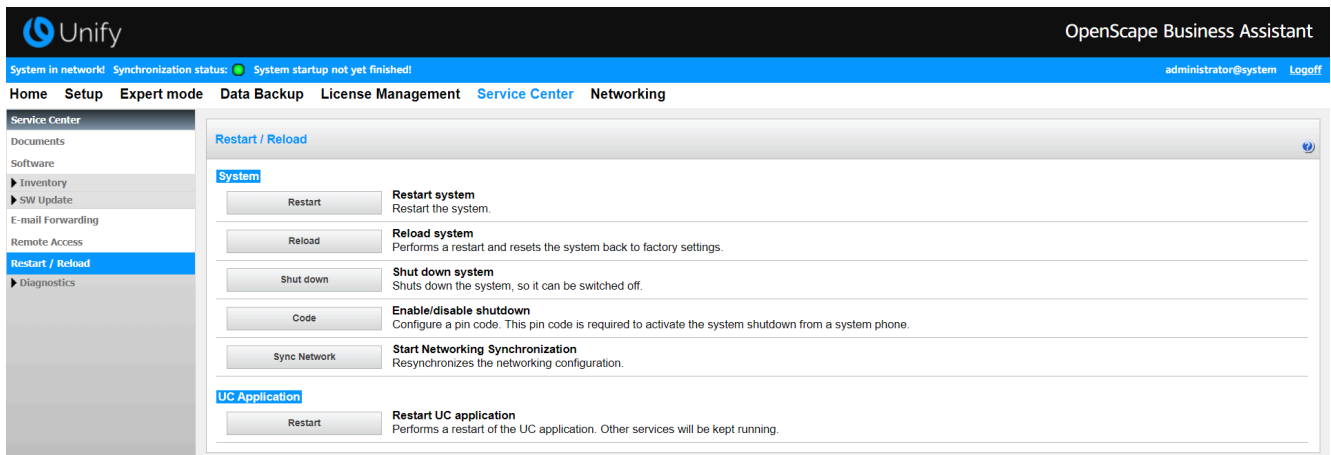 Unify
OpenScape Business Assistant
System in network! Synchronization status: System startup not yet finished! administrator@system Logoff
Home Setup Expert mode Data Backup License Management Service Center Networking
Service Center
Documents
Software
Inventory
SW Update
E-mail Forwarding
Remote Access
Restart / Reload
Diagnostics
Restart / Reload
?
System
Restart
Restart system
Restart the system.
Reload
Reload system
Performs a restart and resets the system back to factory settings.
Shut down
Shut down system
Shuts down the system, so it can be switched off.
Code
Enable/disable shutdown
Configure a pin code. This pin code is required to activate the system shutdown from a system phone.
Sync Network
Start Networking Synchronization
Resynchronizes the networking configuration.
UC Application
Restart
Restart UC application
Performs a restart of the UC application. Other services will be kept running.